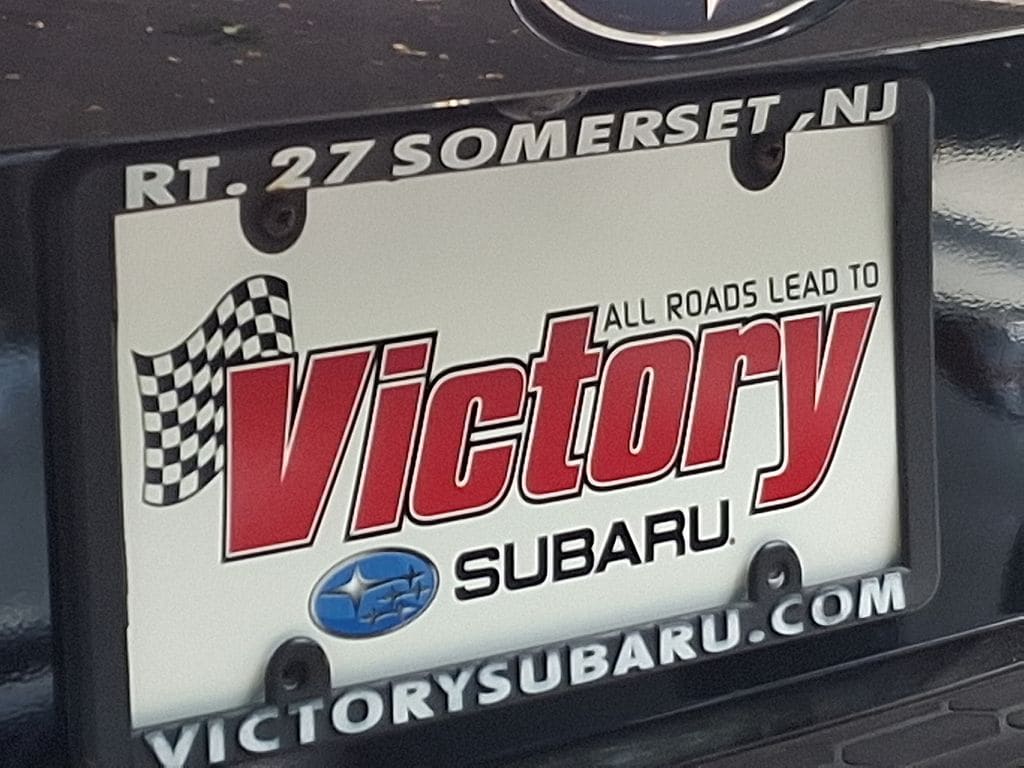 RT. 27 SOMERSET, NJ
ALL ROADS LEAD TO
Victory
SUBARU.
VICTORYSUBARU.COM